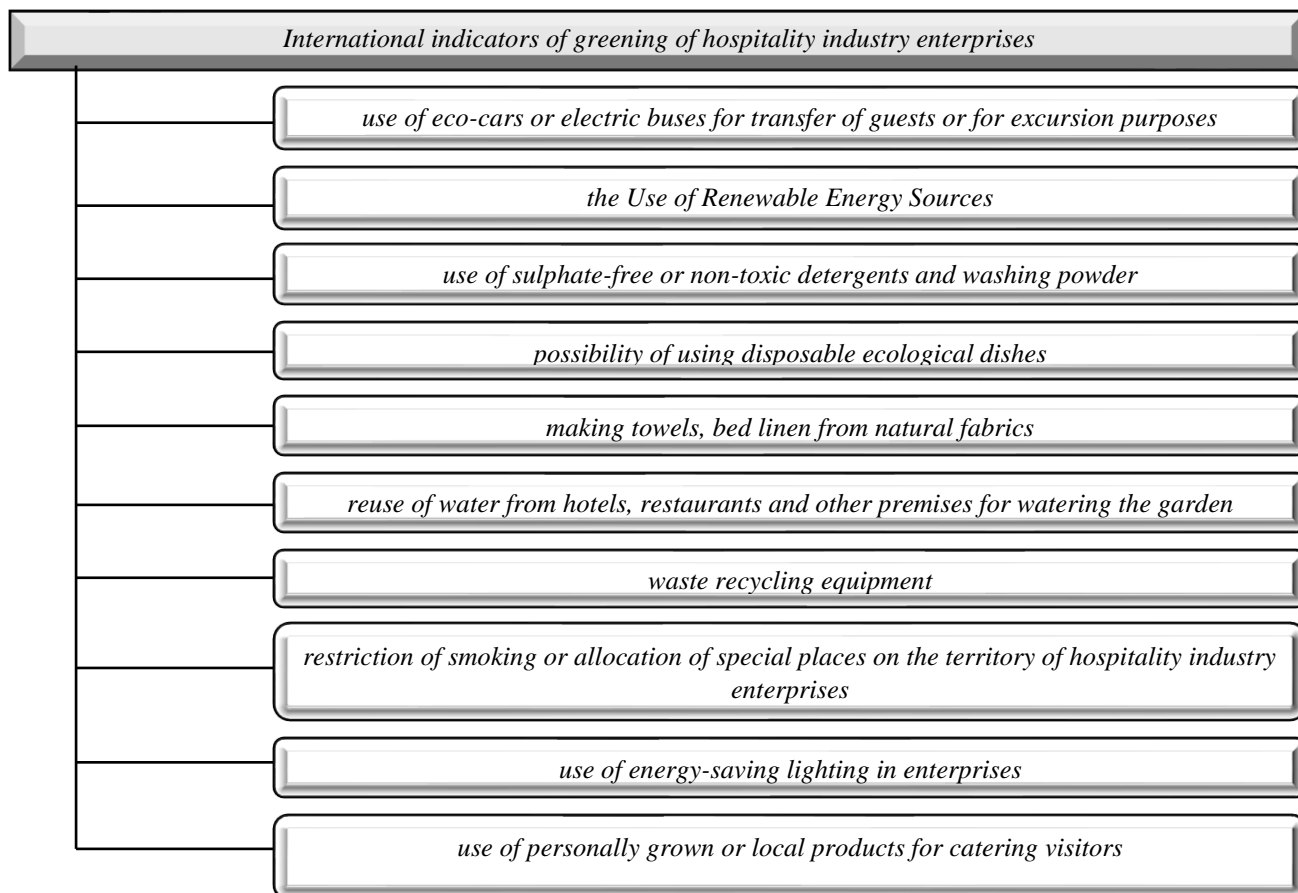 International indicators of greening of hospitality industry enterprises
use of eco-cars or electric buses for transfer of guests or for excursion purposes
the Use of Renewable Energy Sources
use of sulphate-free or non-toxic detergents and washing powder
possibility of using disposable ecological dishes
making towels, bed linen from natural fabrics
reuse of water from hotels, restaurants and other premises for watering the garden
waste recycling equipment
restriction of smoking or allocation of special places on the territory of hospitality industry
enterprises
use of energy-saving lighting in enterprises
use of personally grown or local products for catering visitors